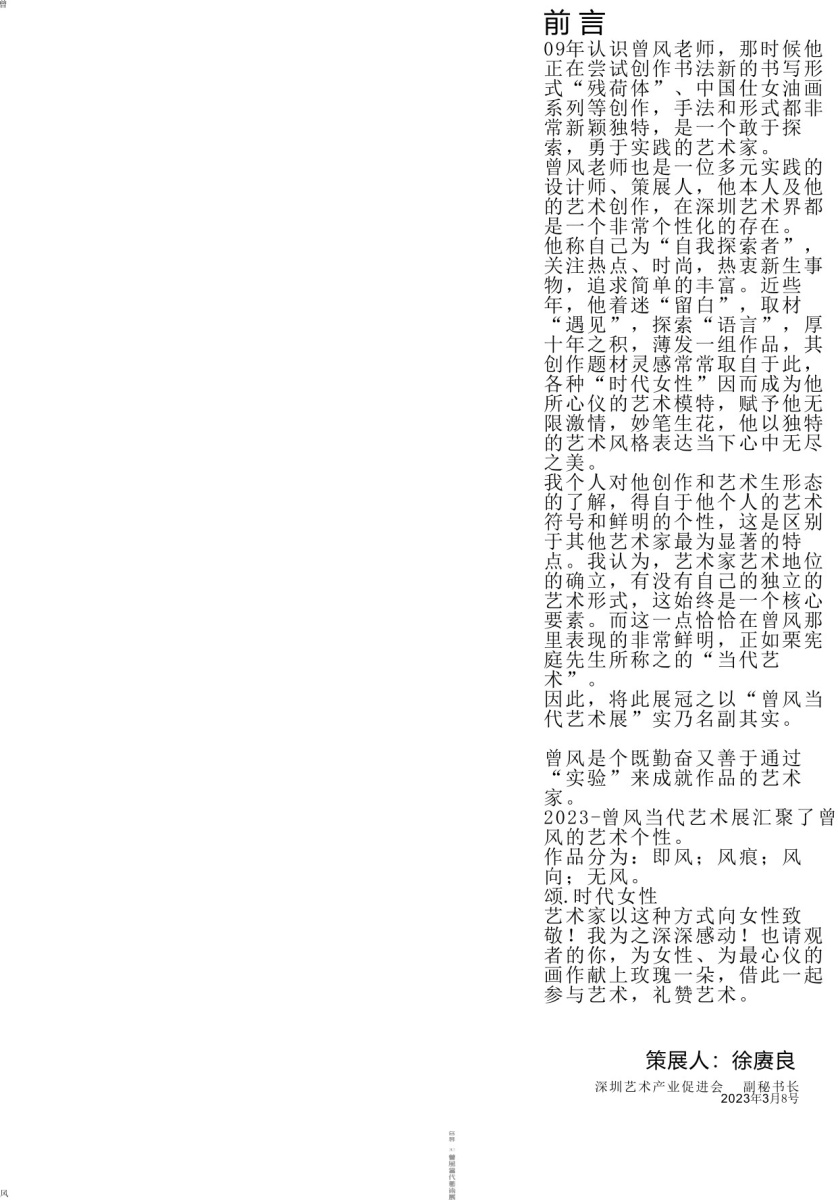 曾
前言
09年认识曾风老师，那时候他
正在尝试创作书法新的书写形
式“残荷体”、中国仕女油画
系列等创作，手法和形式都非
常新颖独特，是一个敢于探
索，勇于实践的艺术家。
曾风老师也是一位多元实践的
设计师、策展人，他本人及他
的艺术创作，在深圳艺术界都
是一个非常个性化的存在。
他称自己为“自我探索者”，
关注热点、时尚，热衷新生事
物，追求简单的丰富。近些
年，他着迷“留白”，取材
“遇见”，探索“语言”，厚
十年之积，薄发一组作品，其
创作题材灵感常常取自于此，
各种“时代女性”因而成为他
所心仪的艺术模特，赋予他无
限激情，妙笔生花，他以独特
的艺术风格表达当下心中无尽
之美。
我个人对他创作和艺术生形态
的了解，得自于他个人的艺术
符号和鲜明的个性，这是区别
于其他艺术家最为显著的特
点。我认为，艺术家艺术地位
的确立，有没有自己的独立的
艺术形式，这始终是一个核心
要素。而这一点恰恰在曾风那
里表现的非常鲜明，正如栗宪
庭先生所称之的“当代艺
术”。
因此，将此展冠之以“曾风当
代艺术展”实乃名副其实。
曾风是个既勤奋又善于通过
“实验”来成就作品的艺术
家。
2023-曾风当代艺术展汇聚了曾
风的艺术个性。
作品分为：即风；风痕；风
向；无风。
颂.时代女性
艺术家以这种方式向女性致
敬！我为之深深感动！也请观
者的你，为女性、为最心仪的
画作献上玫瑰一朵，借此一起
参与艺术，礼赞艺术。
策展人：徐赓良
深圳艺术产业促进会 副秘书长
2023年3月8号
风